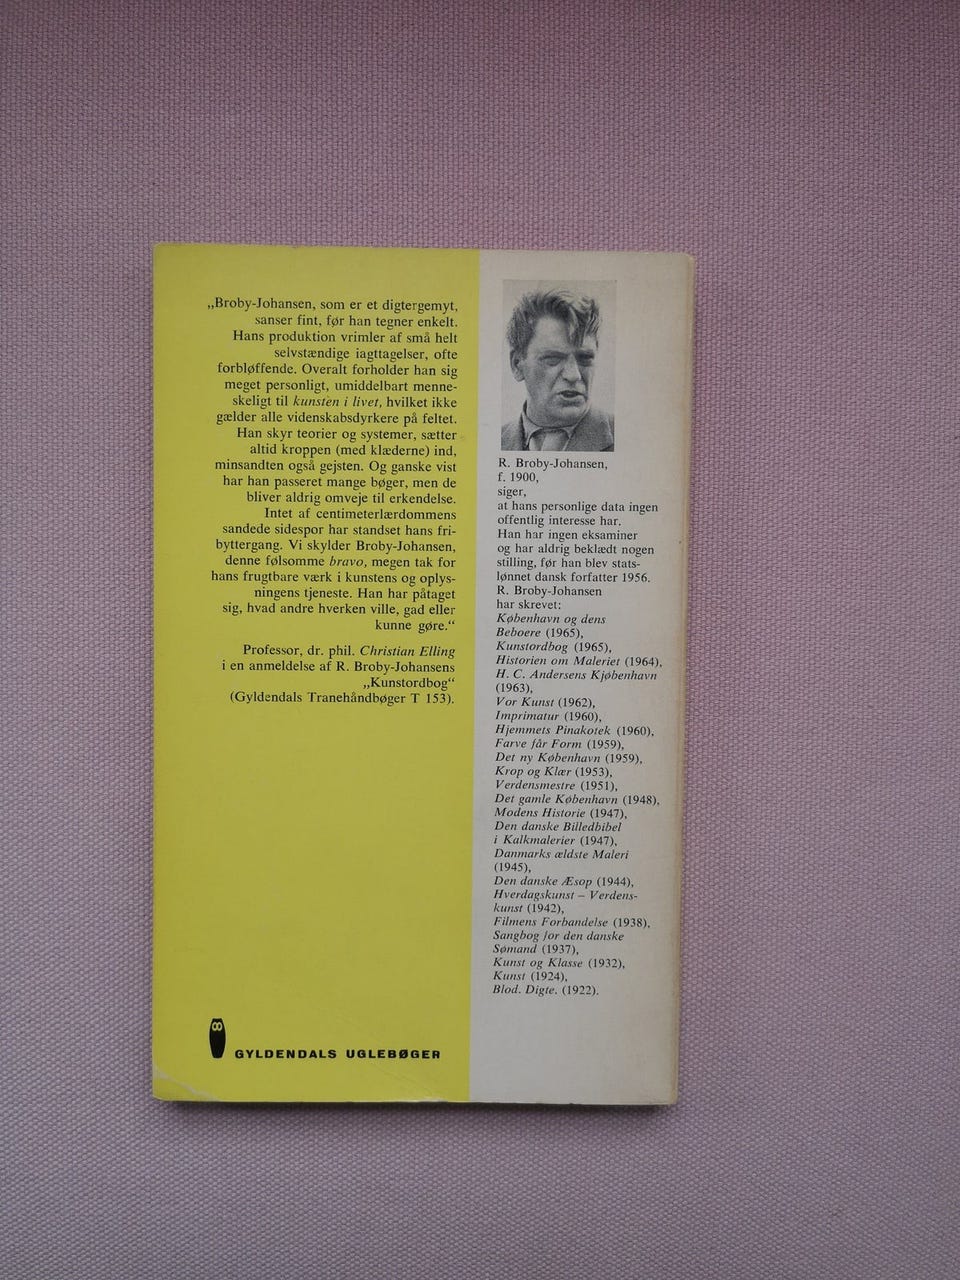 „Broby-Johansen, som er et digtergemyt,
sanser fint, før han tegner enkelt.
Hans produktion vrimler af små helt
selvstændige iagttagelser, ofte
forbløffende. Overalt forholder han sig
meget personligt, umiddelbart menne-
skeligt til kunsten i livet, hvilket ikke
gælder alle videnskabsdyrkere på feltet.
Han skyr teorier og systemer, sætter
altid kroppen (med klæderne) ind,
minsandten også gejsten. Og ganske vist
har han passeret mange bøger, men de
bliver aldrig omveje til erkendelse.
Intet af centimeterlærdommens
sandede sidespor har standset hans fri-
byttergang. Vi skylder Broby-Johansen,
denne følsomme bravo, megen tak for
hans frugtbare værk i kunstens og oplys-
ningens tjeneste. Han har påtaget
sig, hvad andre hverken ville, gad eller
kunne gøre.“
Professor, dr. phil. Christian Elling
i en anmeldelse af R. Broby-Johansens
„Kunstordbog“
(Gyldendals Tranehåndbøger T 153).
GYLDENDALS UGLEBØGER
R. Broby-Johansen,
f. 1900,
siger,
at hans personlige data ingen
offentlig interesse har.
Han har ingen eksaminer
og har aldrig beklædt nogen
stilling, før han blev stats-
lønnet dansk forfatter 1956.
R. Broby-Johansen
har skrevet:
København og dens
Beboere (1965),
Kunstordbog (1965),
Historien om Maleriet (1964),
H. C. Andersens Kjøbenhavn
(1963),
Vor Kunst (1962),
Imprimatur (1960),
Hjemmets Pinakotek (1960),
Farve får Form (1959),
Det ny København (1959),
Krop og Klær (1953),
Verdensmestre (1951),
Det gamle København (1948),
Modens Historie (1947),
Den danske Billedbibel
i Kalkmalerier (1947),
Danmarks ældste Maleri
(1945),
Den danske Æsop (1944),
Hverdagskunst – Verdens-
kunst (1942),
Filmens Forbandelse (1938),
Sangbog for den danske
Sømand (1937),
Kunst og Klasse (1932),
Kunst (1924),
Blod. Digte. (1922).